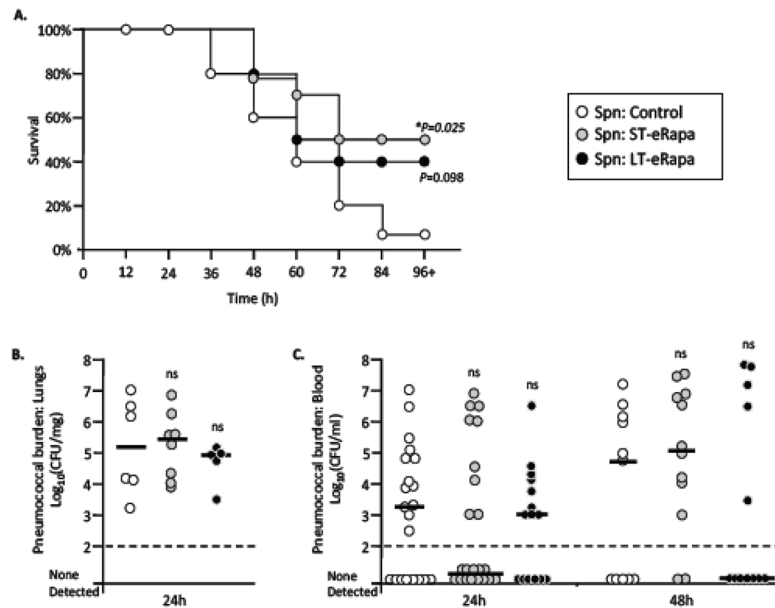 A.
100%
80%
60%
40%
200%
0%
Survival
*P=0.025
P=0.098
0 12 24 36 48 60 72 84 96+
Time (h)
Spn: Control
Spn: ST-eRapa
Spn: LT-eRapa
B.
Pneumococcal burden: Lungs
Log10(CFU/mg)
8
7
6
5
4
3
2
None
Detected
ns
ns
24h
C.
Pneumococcal burden: Blood
Log10(CFU/ml)
8
7
6
5
4
3
2
None
Detected
ns
ns
ns
ns
24h 48h